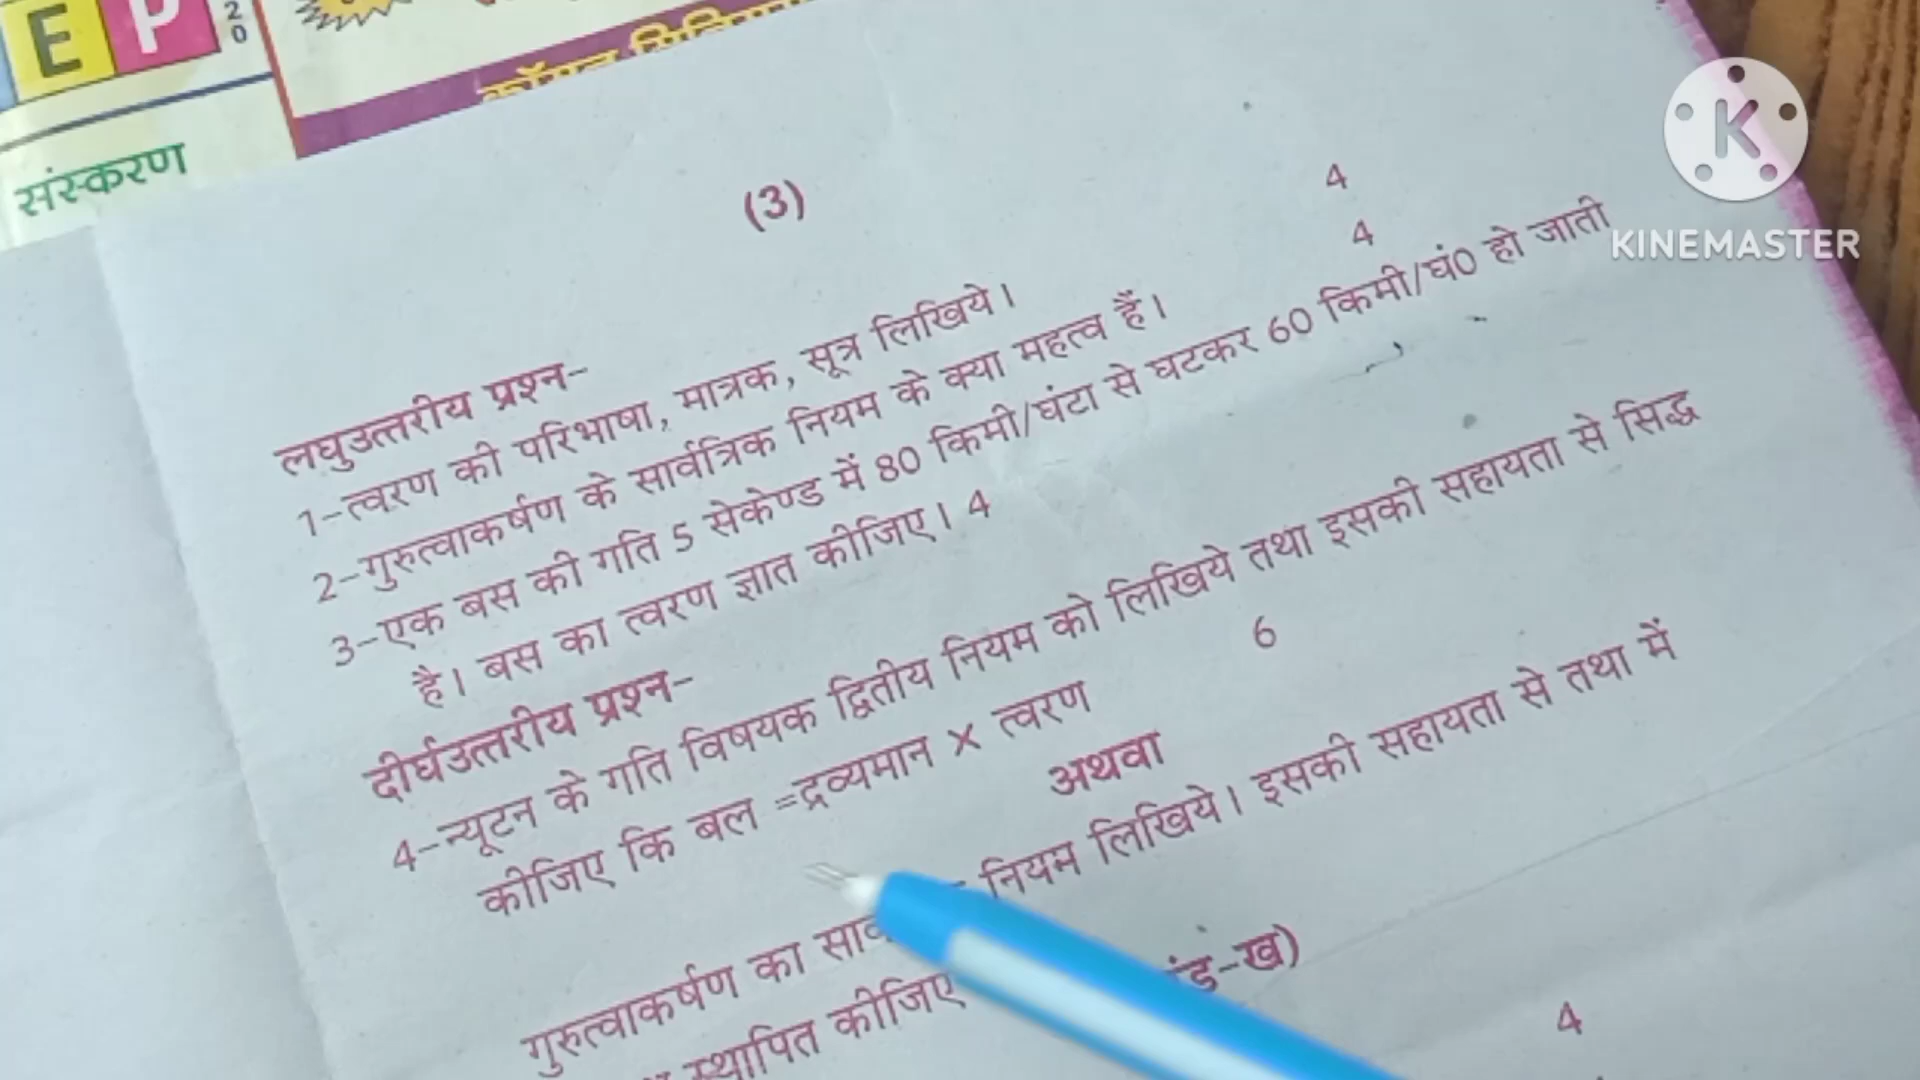 E P 20
संस्करण
KINEMASTER
(3)
लघुउत्तरीय प्रश्न-
1-त्वरण की परिभाषा, मात्रक, सूत्र लिखिये। 4
2-गुरुत्वाकर्षण के सार्वत्रिक नियम के क्या महत्व हैं। 4
3-एक बस की गति 5 सेकेण्ड में 80 किमी/घंटा से घटकर 60 किमी/घं0 हो जाती
है। बस का त्वरण ज्ञात कीजिए। 4
दीर्घउत्तरीय प्रश्न-
4-न्यूटन के गति विषयक द्वितीय नियम को लिखिये तथा इसकी सहायता से सिद्ध
कीजिए कि बल =द्रव्यमान × त्वरण 6
अथवा
गुरुत्वाकर्षण का नियम लिखिये। इसकी सहायता से तथा में
स्थापित कीजिए
-ख)
4